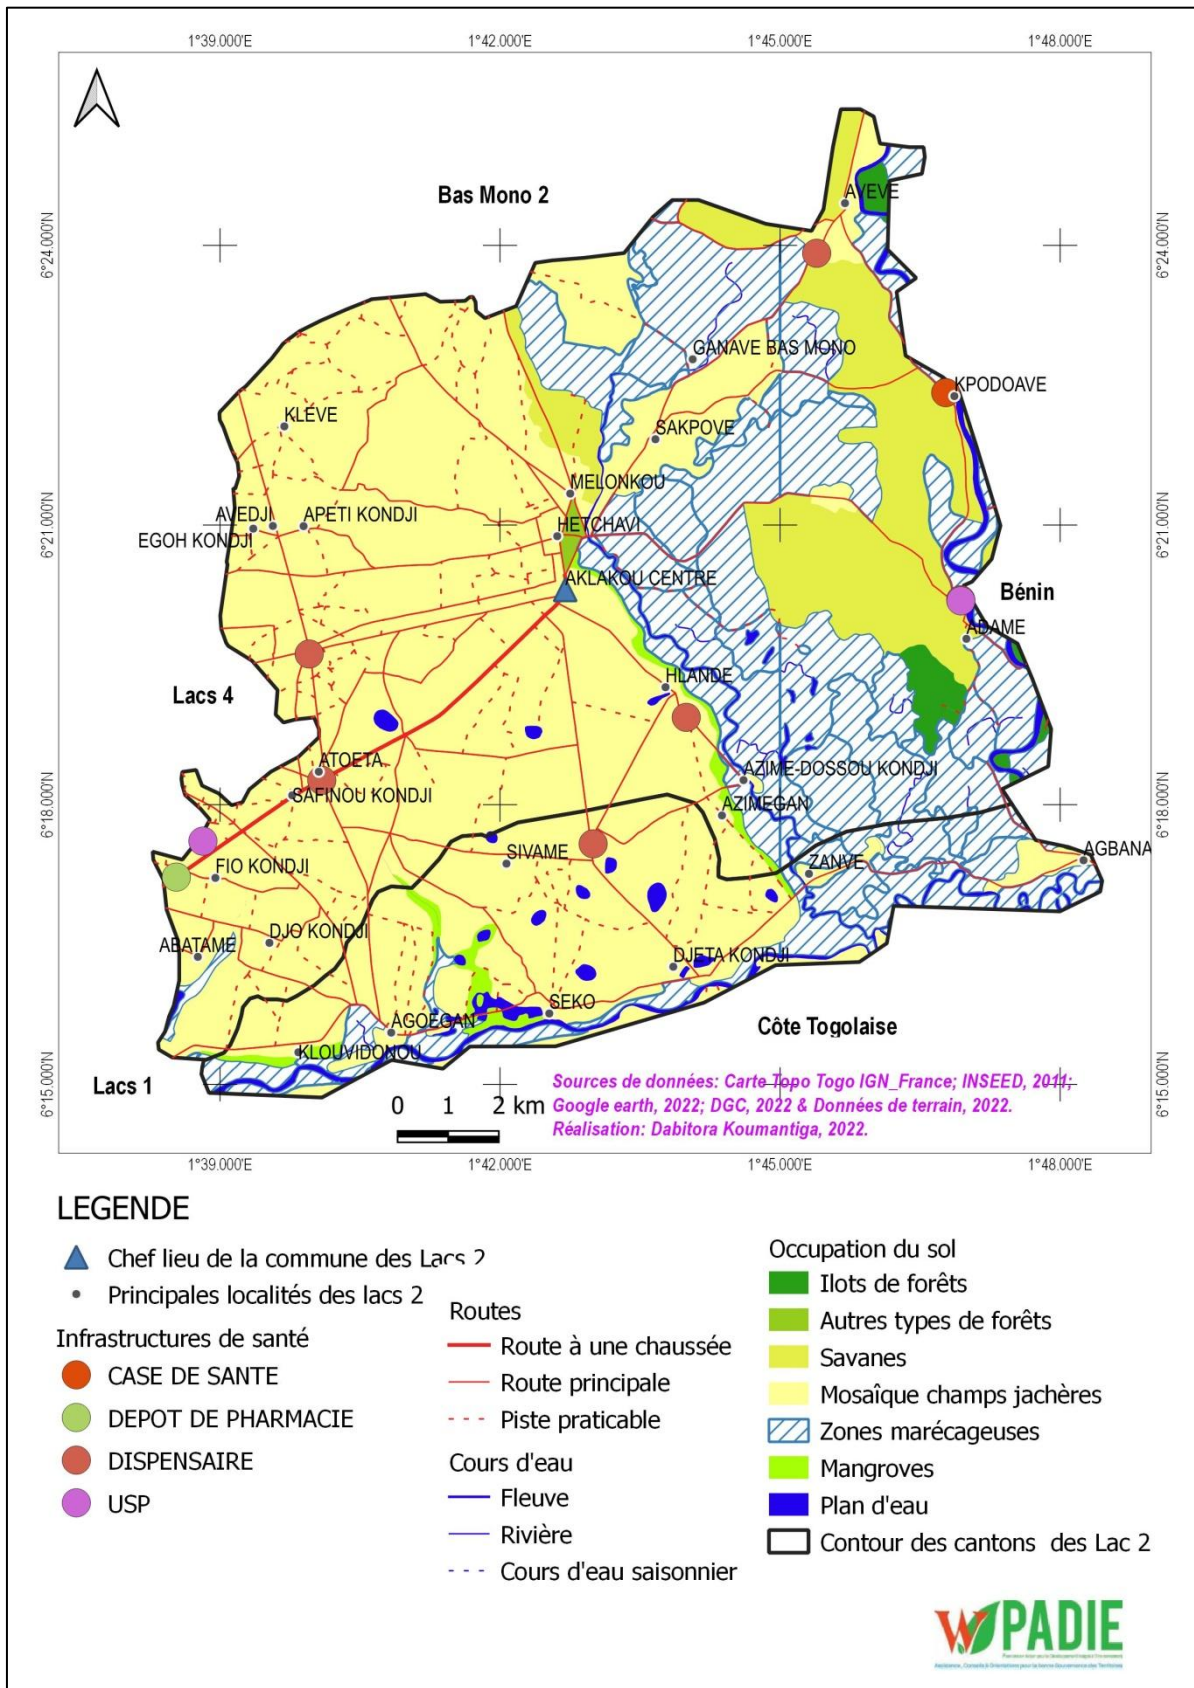 1°39.000'E
1°42.000'E
1°45.000'E
1°48.000'E
Bas Mono 2
AVEVE
6°24.000'N
6°24.000'N
GANAVE BAS MONO
KPODOAVE
KLEVE
SAKPOVE
MELONKOU
AVEDJI
APETI KONDJI
HETCHAVI
EGOH KONDJI
6°21.000'N
6°21.000'N
AKLAKOU CENTRE
Bénin
ADAME
Lacs 4
HLANDE
ATOETA
AZIME-DOSSOU KONDJI
SAFINOU KONDJI
AZIMEGAN
6°18.000'N
6°18.000'N
SIVAME
ZANVE
AGBANA
FIO KONDJI
DJO KONDJI
ABATAME
DJETA KONDJI
SEKO
AGOEGAN
Côte Togolaise
KLOUVIDONOU
Lacs 1
6°15.000'N
6°15.000'N
Sources de données: Carte Topo Togo IGN_France; INSEED, 2011;
Google earth, 2022; DGC, 2022 & Données de terrain, 2022.
Réalisation: Dabitora Koumantiga, 2022.
0 1 2 km
1°39.000'E
1°42.000'E
1°45.000'E
1°48.000'E
LEGENDE
Chef lieu de la commune des Lacs 2
Principales localités des lacs 2
Infrastructures de santé
CASE DE SANTE
DEPOT DE PHARMACIE
DISPENSAIRE
USP
Routes
Route à une chaussée
Route principale
Piste praticable
Cours d'eau
Fleuve
Rivière
Cours d'eau saisonnier
Occupation du sol
Ilots de forêts
Autres types de forêts
Savanes
Mosaîque champs jachères
Zones marécageuses
Mangroves
Plan d'eau
Contour des cantons des Lac 2
PADIE